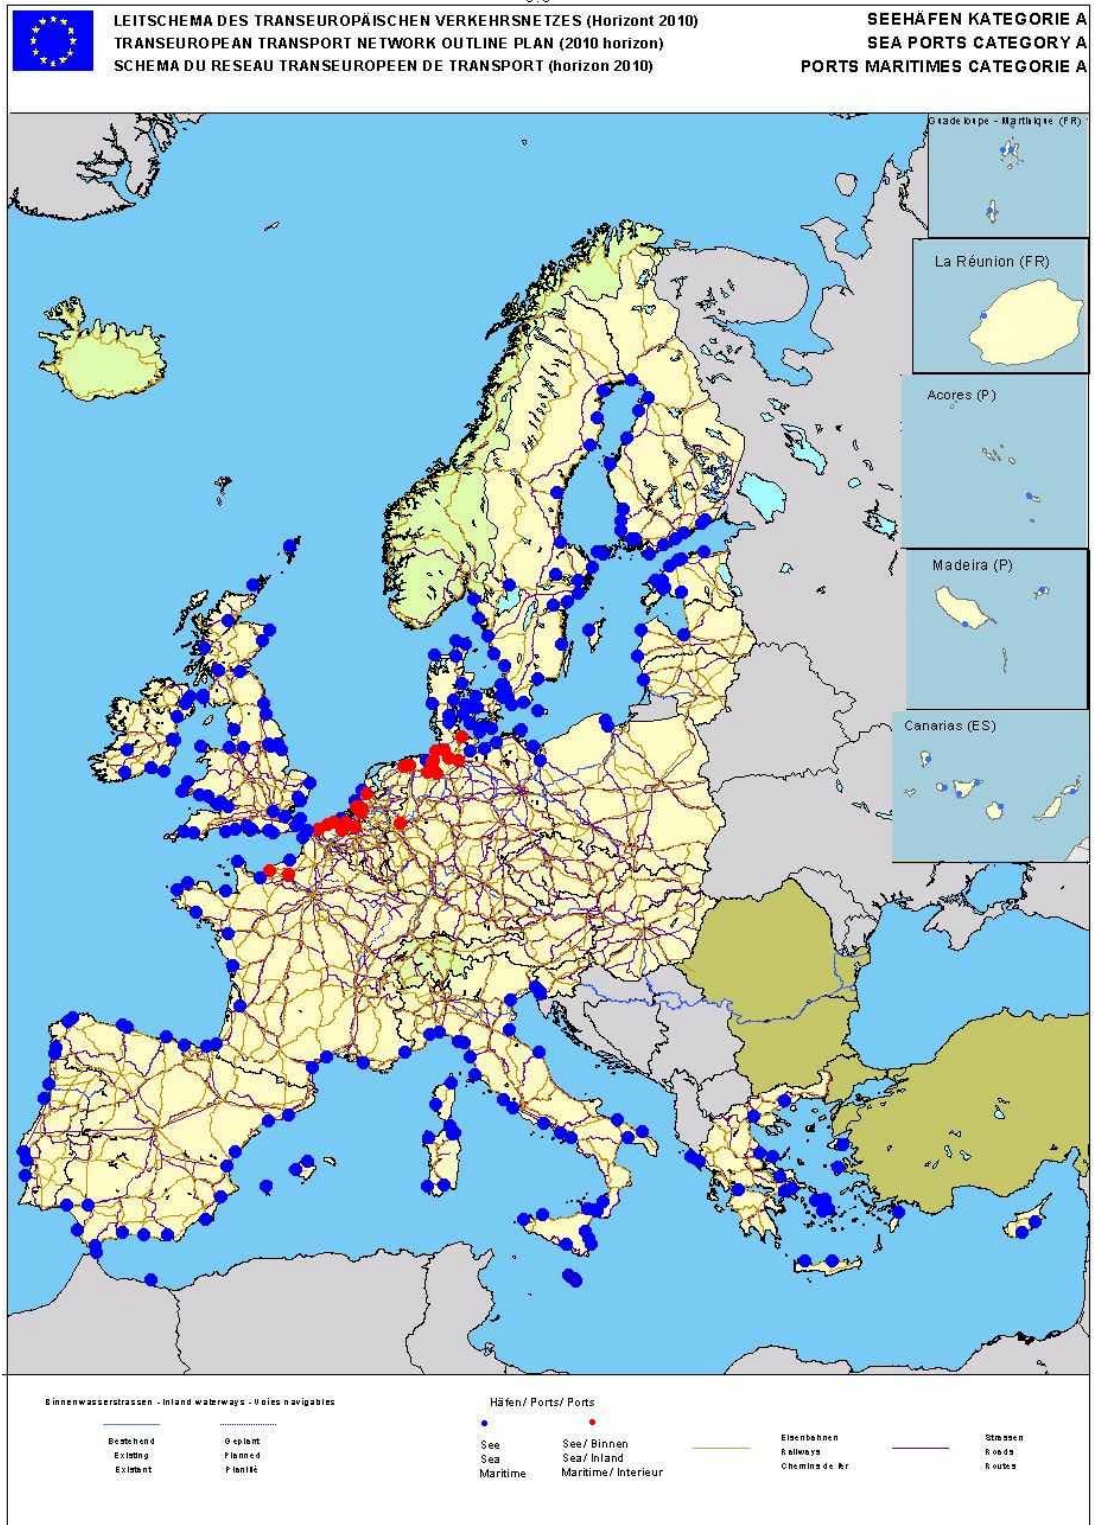 LEITSCHEMA DES TRANSEUROPÄISCHEN VERKEHRSNETZES (Horizont 2010)
TRANSEUROPEAN TRANSPORT NETWORK OUTLINE PLAN (2010 horizon)
SCHEMA DU RESEAU TRANSEUROPEEN DE TRANSPORT (horizon 2010)
SEEHÄFEN KATEGORIE A
SEA PORTS CATEGORY A
PORTS MARITIMES CATEGORIE A
Guadeloupe - Martinique (FR)
La Réunion (FR)
Acores (P)
Madeira (P)
Canarias (ES)
Binnenwasserstrassen - Inland waterways - Voies navigables
Bestehend
Existing
Existant
Geplant
Planned
Planifié
Häfen/ Ports/ Ports
See
Sea
Maritime
See/ Binnen
Sea/ Inland
Maritime/ Interieur
Eisenbahnen
Railways
Chemins de fer
Strassen
Roads
Routes